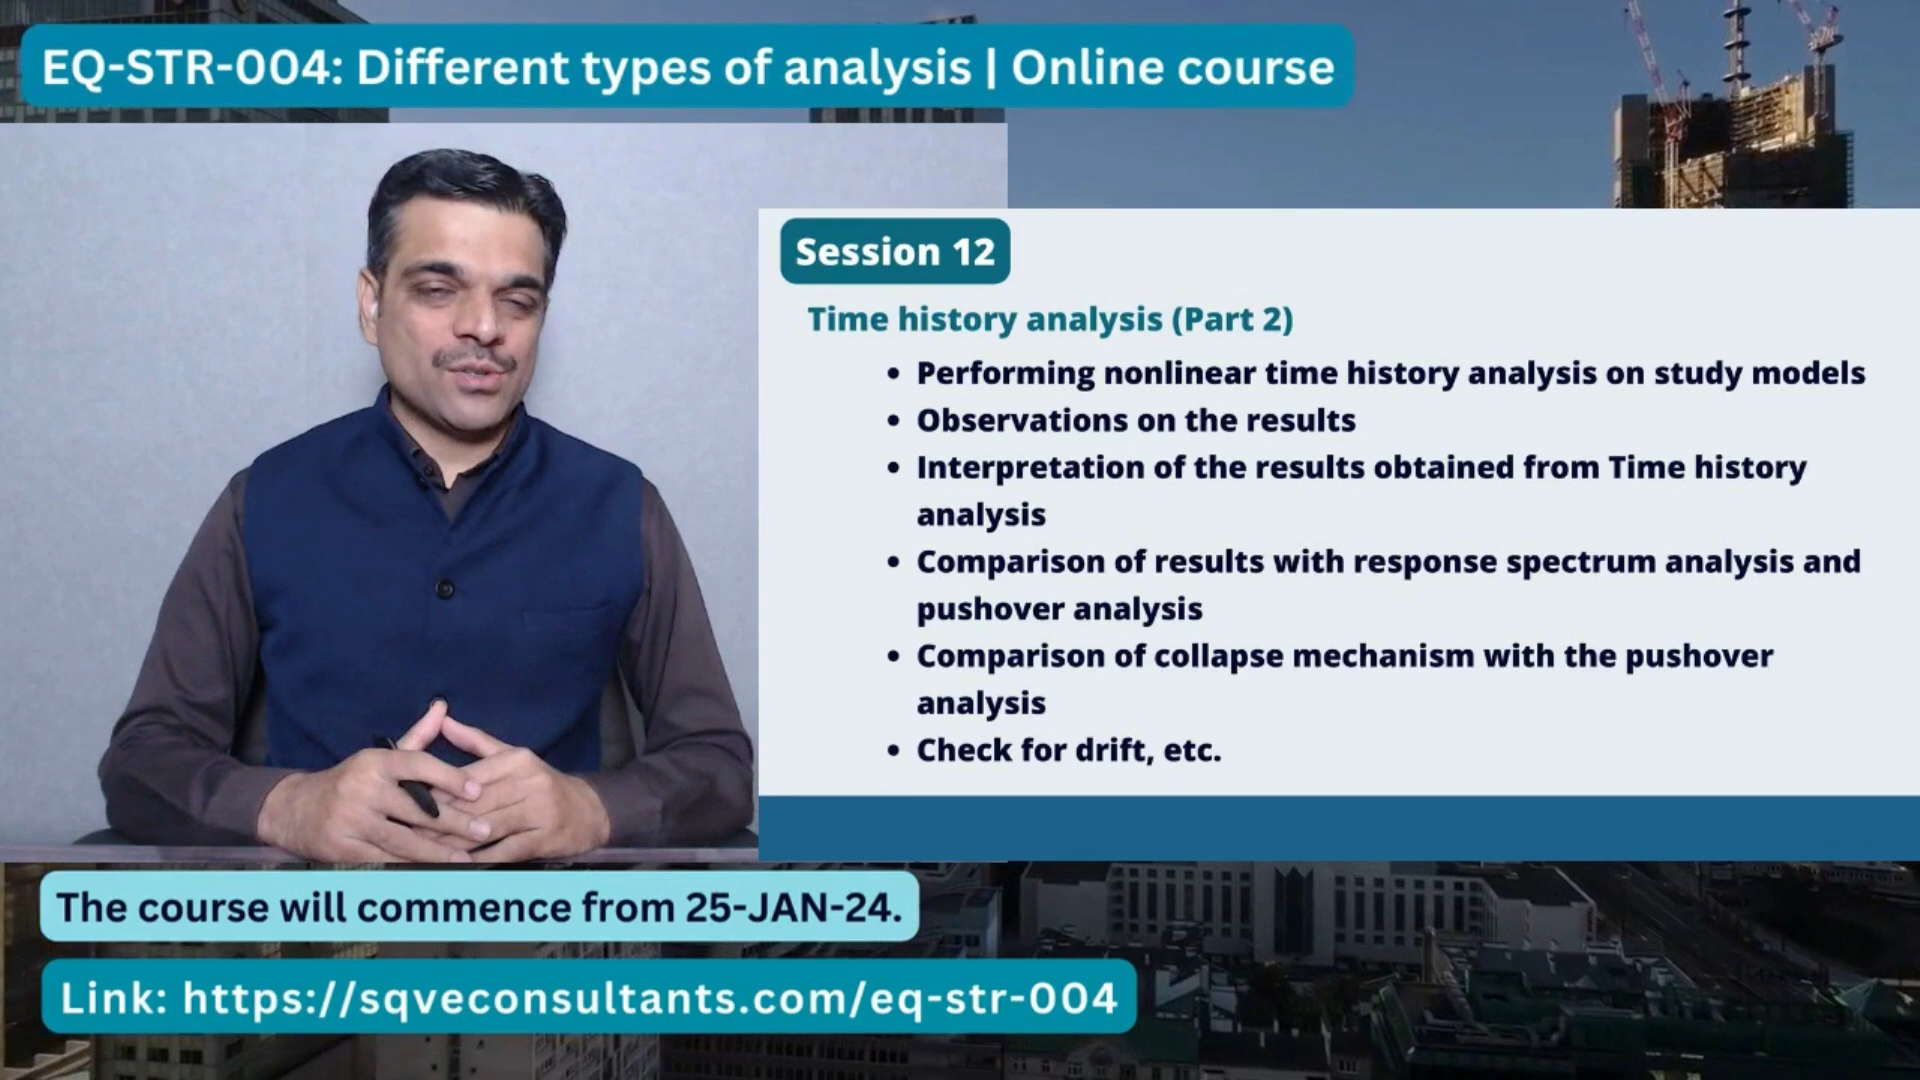 EQ-STR-004: Different types of analysis | Online course
Session 12
Time history analysis (Part 2)
• Performing nonlinear time history analysis on study models
• Observations on the results
• Interpretation of the results obtained from Time history
analysis
• Comparison of results with response spectrum analysis and
pushover analysis
• Comparison of collapse mechanism with the pushover
analysis
• Check for drift, etc.
The course will commence from 25-JAN-24.
Link: https://sqveconsultants.com/eq-str-004